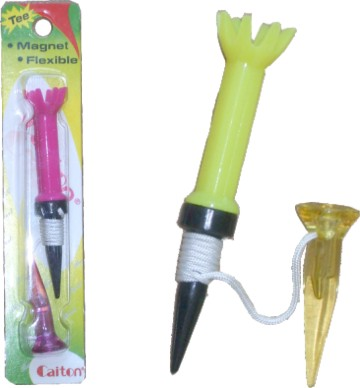 Tee
• Magnet
• Flexible
Caiton